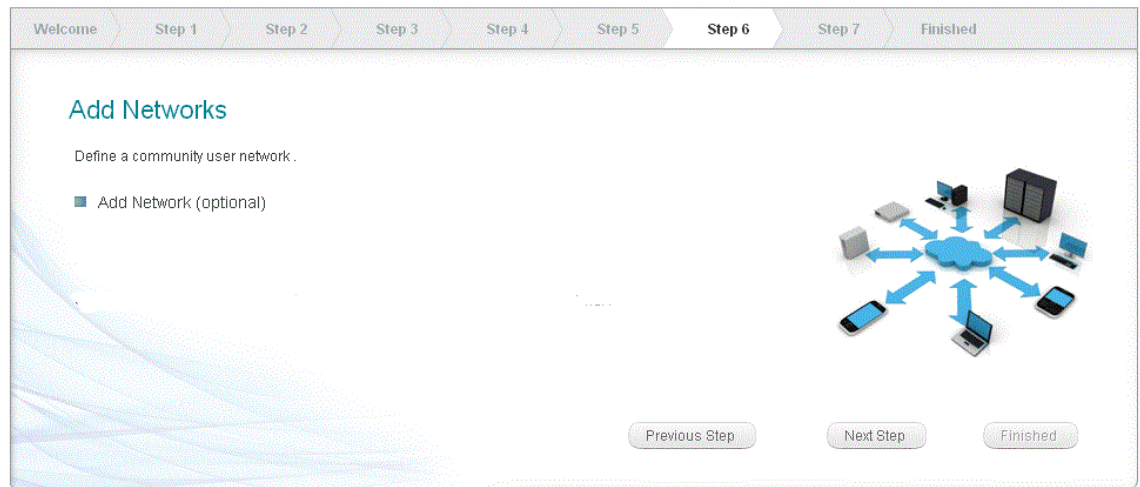 Welcome Step 1 Step 2 Step 3 Step 4 Step 5 Step 6 Step 7 Finished
Add Networks
Define a community user network .
Add Network (optional)
Previous Step Next Step Finished